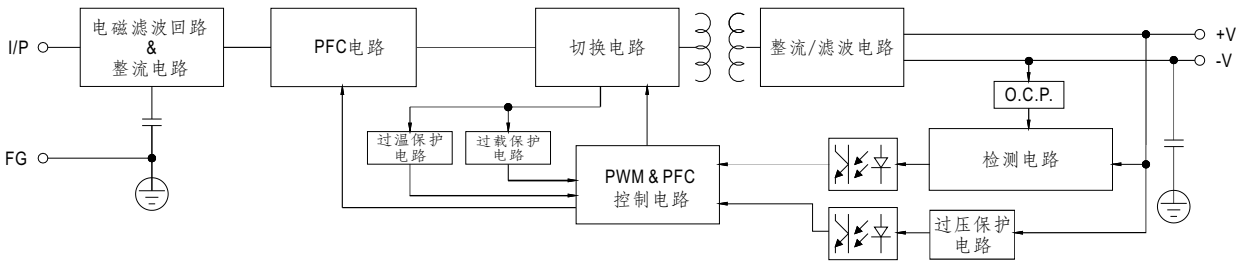 I/P
电磁滤波回路
&
整流电路
PFC电路
切换电路
整流/滤波电路
+V
-V
O.C.P.
FG
过温保护
电路
过载保护
电路
PWM & PFC
控制电路
检测电路
过压保护
电路